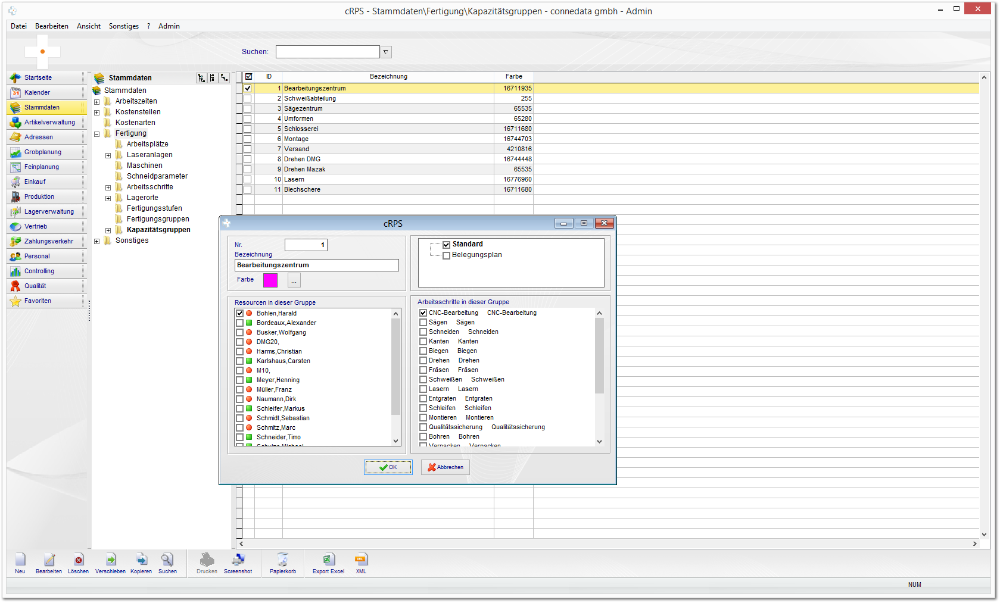 cRPS - Stammdaten\Fertigung\Kapazitätsgruppen - connedata gmbh - Admin
Datei Bearbeiten Ansicht Sonstiges ? Admin
Suchen:
Startseite
Kalender
Stammdaten
Artikelverwaltung
Adressen
Grobplanung
Feinplanung
Einkauf
Produktion
Lagerverwaltung
Vertrieb
Zahlungsverkehr
Personal
Controlling
Qualität
Favoriten
Stammdaten
Stammdaten
Arbeitszeiten
Kostenstellen
Kostenarten
Fertigung
Arbeitsplätze
Laseranlagen
Maschinen
Schneidparameter
Arbeitsschritte
Lagerorte
Fertigungsstufen
Fertigungsgruppen
Kapazitätsgruppen
Sonstiges
ID Bezeichnung Farbe
1 Bearbeitungszentrum 16711935
2 Schweißabteilung 255
3 Sägezentrum 65535
4 Umformen 65280
5 Schlosserei 16711680
6 Montage 16744703
7 Versand 4210816
8 Drehen DMG 16744448
9 Drehen Mazak 65535
10 Lasern 16776960
11 Blechschere 16711680
cRPS
Nr. 1
Bezeichnung
Bearbeitungszentrum
Farbe ...
Standard
Belegungsplan
Resourcen in dieser Gruppe
Bohlen,Harald
Bordeaux,Alexander
Busker,Wolfgang
DMG20,
Harms,Christian
Karlshaus,Carsten
M10,
Meyer,Henning
Müller,Franz
Naumann,Dirk
Schleifer,Markus
Schmidt,Sebastian
Schmitz,Marc
Schneider,Timo
Schulze,Michael
Arbeitsschritte in dieser Gruppe
CNC-Bearbeitung CNC-Bearbeitung
Sägen Sägen
Schneiden Schneiden
Kanten Kanten
Biegen Biegen
Drehen Drehen
Fräsen Fräsen
Schweißen Schweißen
Lasern Lasern
Entgraten Entgraten
Schleifen Schleifen
Montieren Montieren
Qualitätssicherung Qualitätssicherung
Bohren Bohren
Verpacken Verpacken
OK Abbrechen
Neu Bearbeiten Löschen Verschieben Kopieren Suchen Drucken Screenshot Papierkorb Export Excel XML
NUM